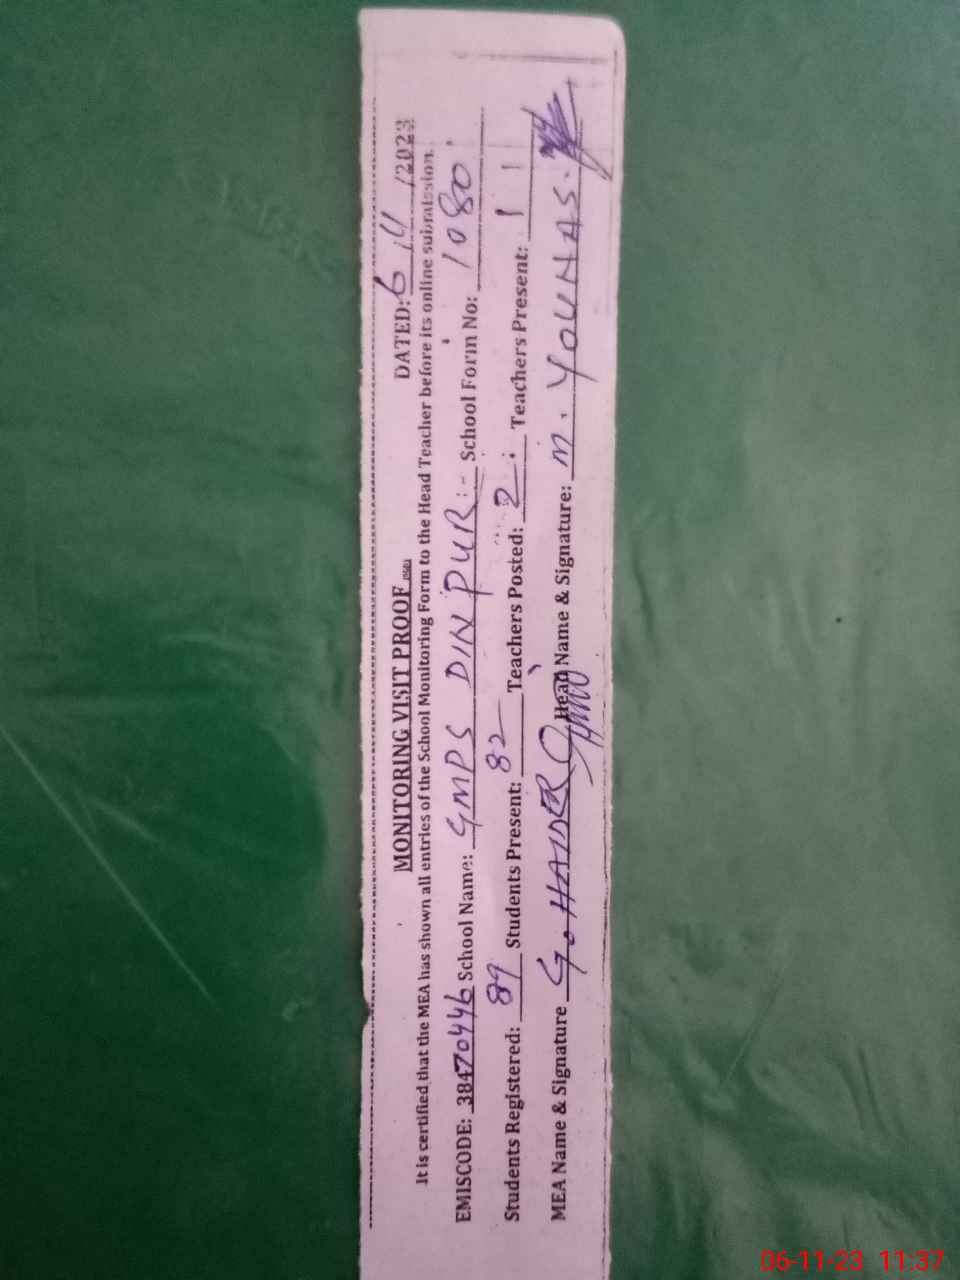 MONITORING VISIT PROOF DATED: 6/11/2023
It is certified that the MEA has shown all entries of the School Monitoring Form to the Head Teacher before its online submission.
EMISCODE: 38470446 School Name: GMPS DIN PUR:- School Form No: 1080
Students Registered: 89 Students Present: 82 Teachers Posted: 2 Teachers Present: 1
MEA Name & Signature G. HAIDER Head Name & Signature: M. YOUNAS.
06-11-23 11:37